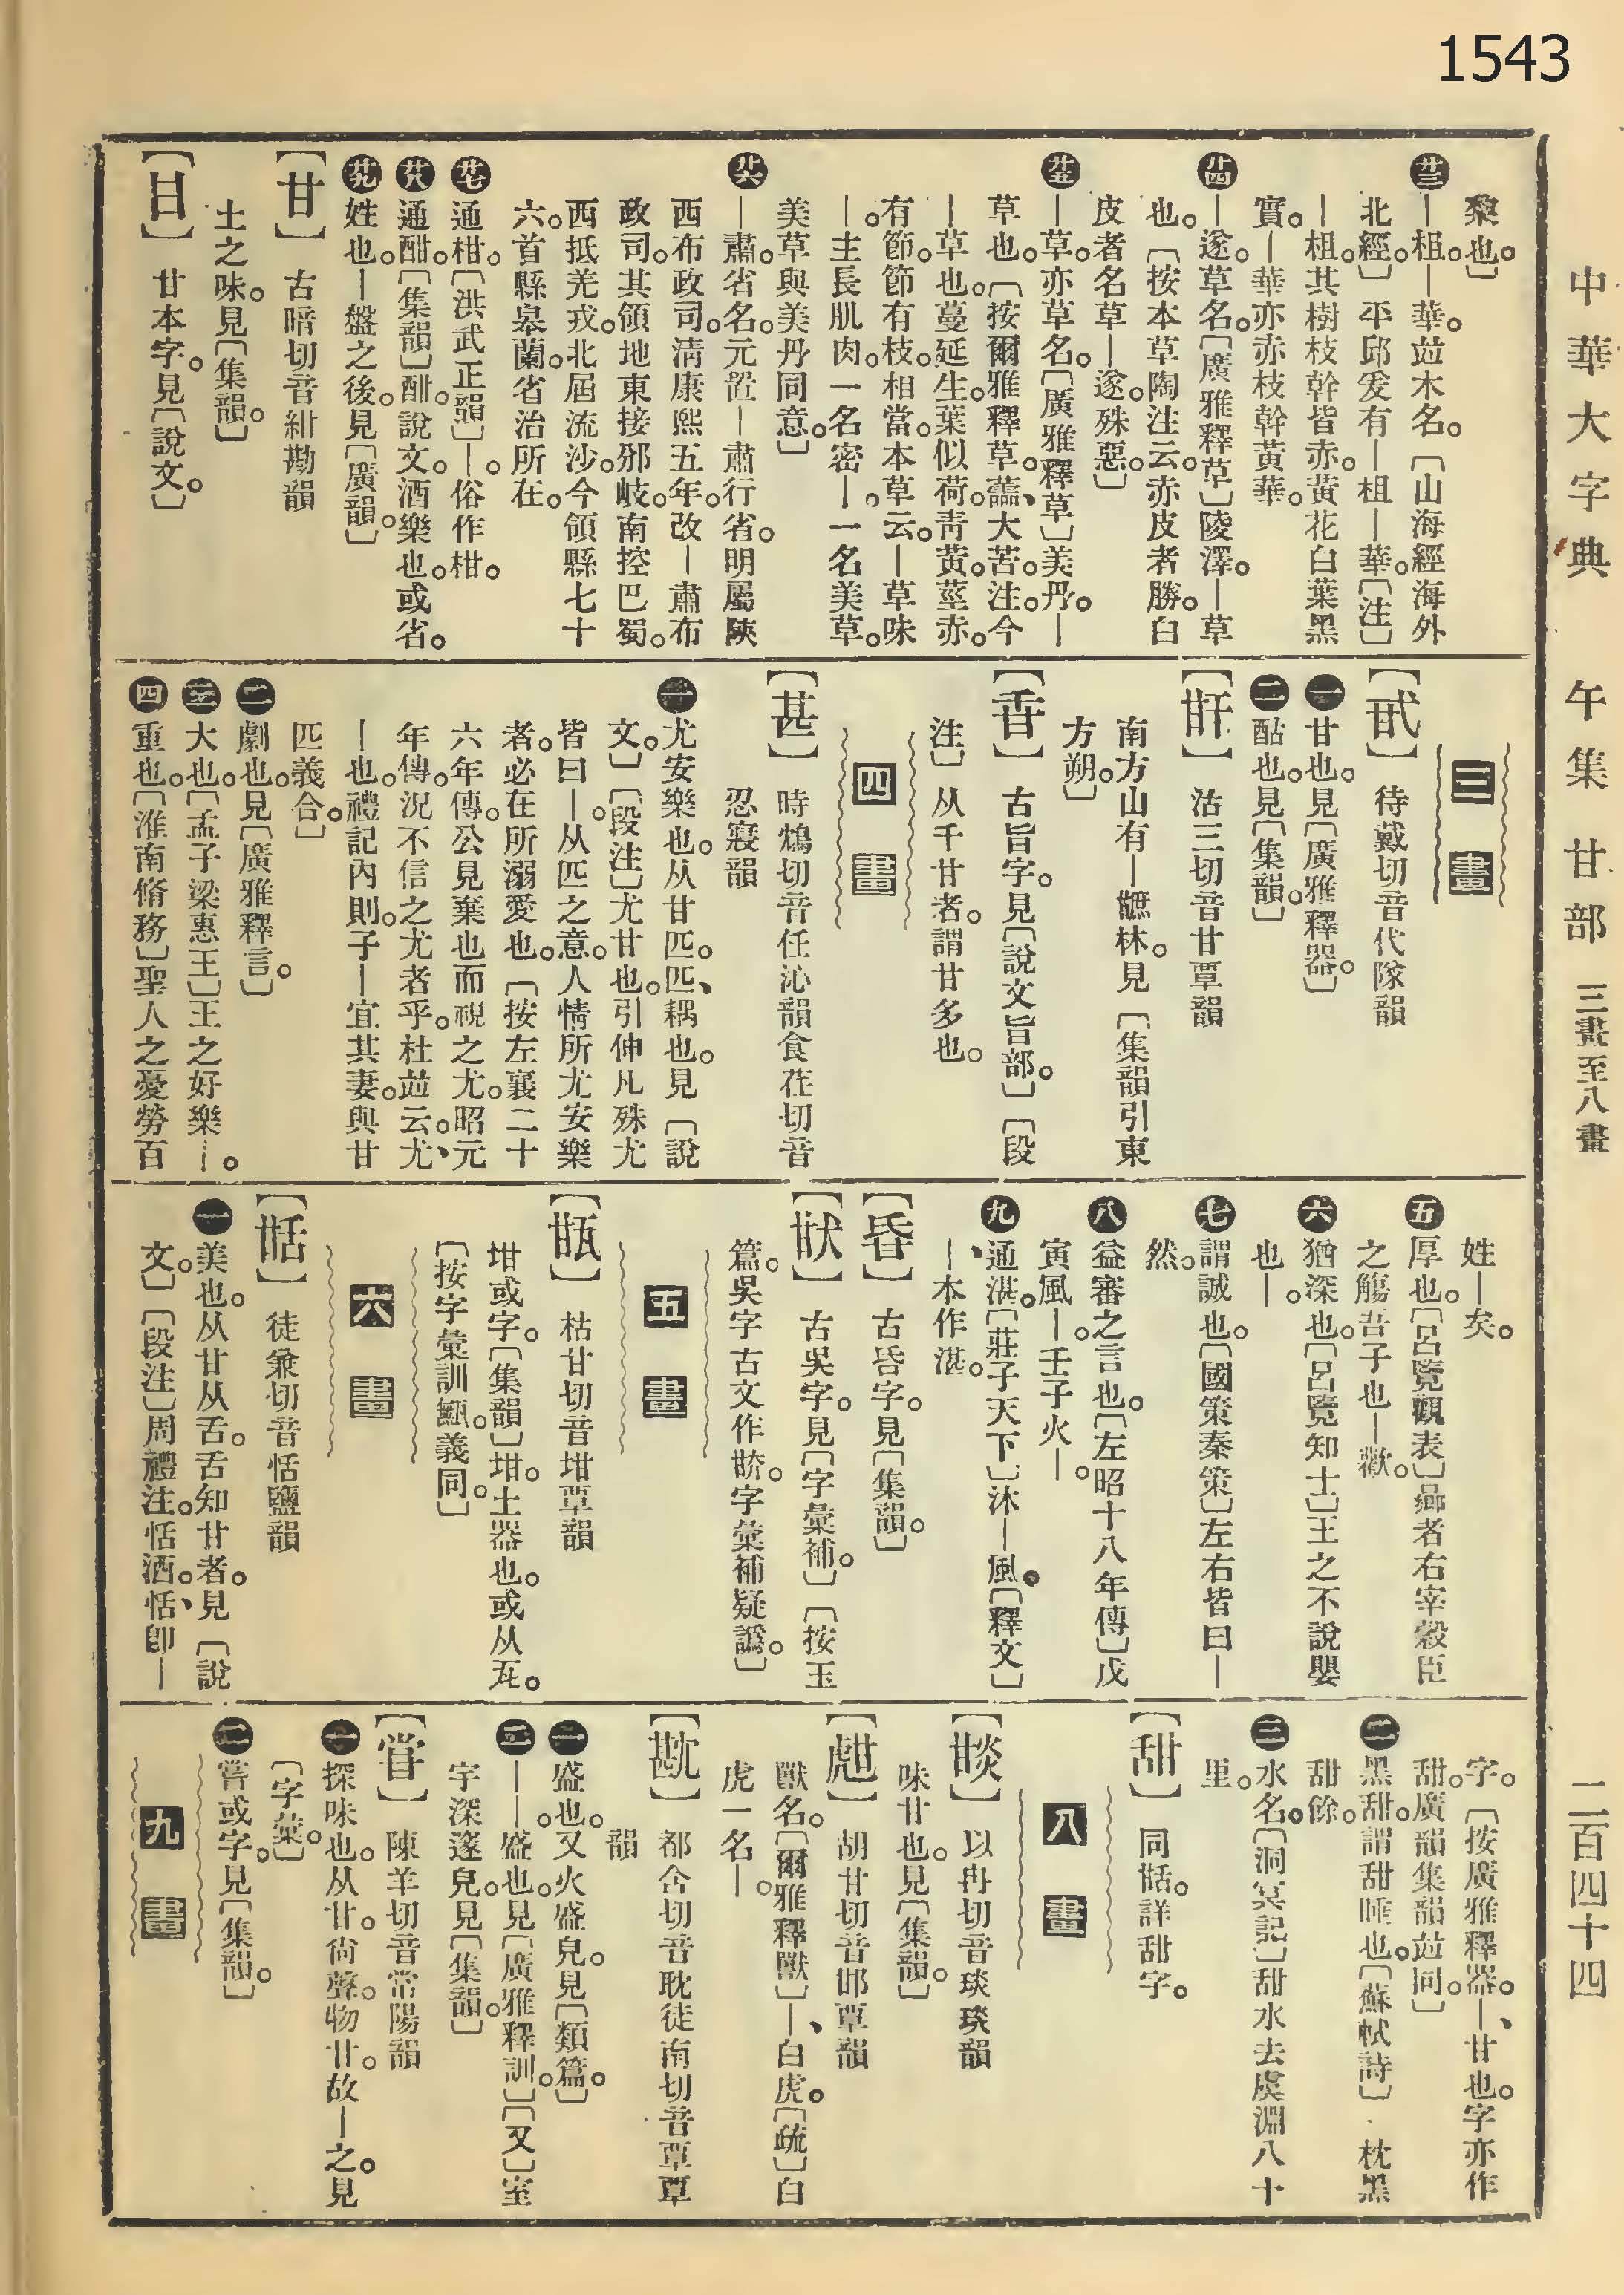 1543
中華大字典　午集　甘部　三畫至八畫　二百四十四
黎也。〕
廿三 ｜柤｜華。竝木名。〔山海經海外
北經〕平邱爰有｜柤｜華。〔注〕
｜柤。其樹枝幹皆赤。黃花白葉黑
實。｜華亦赤枝幹黃華。
廿四 ｜遂。草名。〔廣雅釋草〕陵澤。｜草
也。〔按本草陶注云。赤皮者勝。白
皮者名草｜遂。殊惡。〕
廿五 ｜草。亦草名。〔廣雅釋草〕美丹。｜
草也。〔按爾雅釋草。蘦、大苦。注。今
｜草也。蔓延生。葉似荷。靑黃。莖赤。
有節。節有枝。相當。本草云。｜草味
｜。主長肌肉。一名密｜。一名美草。
美草與美丹同意。〕
廿六 ｜肅。省名。元置｜肅行省。明屬陝
西布政司。淸康熙五年。改｜肅布
政司。其領地東接邠岐。南控巴蜀。
西抵羌戎。北屆流沙。今領縣七十
六。首縣皋蘭。省治所在。
廿七 通柑。〔洪武正韻〕｜。俗作柑。
廿八 通酣。〔集韻〕酣。說文。酒樂也。或省。
廿九 姓也。｜盤之後。見〔廣韻。〕
【甘】　古暗切音紺勘韻
土之味。見〔集韻。〕
【𠙼】　甘本字。見〔說文。〕
三畫
【甙】　待戴切音代隊韻
一 甘也。見〔廣雅釋器。〕
二 酤也。見〔集韻。〕
【𤮽】　沽三切音甘覃韻
南方山有｜䗪林。見〔集韻引東
方朔。〕
【𤯀】　古旨字。見〔說文旨部。〕〔段
注〕从千甘者。謂甘多也。
四畫
【甚】　時鴆切音任沁韻食荏切音
忍寑韻
一 尤安樂也。从甘匹。匹、耦也。見〔說
文。〕〔段注〕尤甘也。引伸凡殊尤
皆曰｜。从匹之意。人情所尤安樂
者。必在所溺愛也。〔按左襄二十
六年傳。公見棄也而視之尤。昭元
年傳。況不信之尤者乎。杜竝云。尤、
｜也。禮記內則。子｜宜其妻。與甘
匹義合。〕
二 劇也。見〔廣雅釋言。〕
三 大也。〔孟子梁惠王〕王之好樂｜。
四 重也。〔淮南脩務〕聖人之憂勞百
姓｜矣。
五 厚也。〔呂覽觀表〕曏者右宰穀臣
之觴吾子也｜歡。
六 猶深也。〔呂覽知士〕王之不說嬰
也｜。
七 謂誠也。〔國策秦策〕左右皆曰｜
然。
八 益審之言也。〔左昭十八年傳〕戊
寅風｜。壬子火｜。
九 通湛。〔莊子天下〕沐｜風。〔釋文〕
｜、本作湛。
【昏】　古昏字。見〔集韻。〕
【㽍】　古吳字。見〔字彙補。〕〔按玉
篇。吳字古文作㽍。字彙補疑譌。〕
五畫
【㼭】　枯甘切音坩覃韻
坩或字。〔集韻〕坩。土器也。或从瓦。
〔按字彙訓甌。義同。〕
六畫
【甛】　徒兼切音恬鹽韻
一 美也。从甘从舌。舌知甘者。見〔說
文。〕〔段注〕周禮注。恬酒。恬、卽｜
字。〔按廣雅釋器。｜、甘也。字亦作
甜。廣韻集韻竝同。〕
二 黑甜。謂甜睡也。〔蘇軾詩〕一枕黑
甜餘。
三 水名。〔洞冥記〕甜水去虞淵八十
里。
【甜】　同甛。詳甜字。
八畫
【㽎】　以冉切音琰琰韻
味甘也。見〔集韻。〕
【甝】　胡甘切音邯覃韻
獸名。〔爾雅釋獸〕｜、白虎。〔疏〕白
虎一名｜。
【㽏】　都含切音耽徒南切音覃覃
韻
一 盛也。又火盛皃。見〔類篇。〕
二 ｜｜。盛也。見〔廣雅釋訓。〕〔又〕室
宇深邃皃。見〔集韻。〕
【甞】　陳羊切音常陽韻
一 探味也。从甘。尙聲。物甘。故｜之。見
〔字彙。〕
二 嘗或字。見〔集韻。〕
九畫